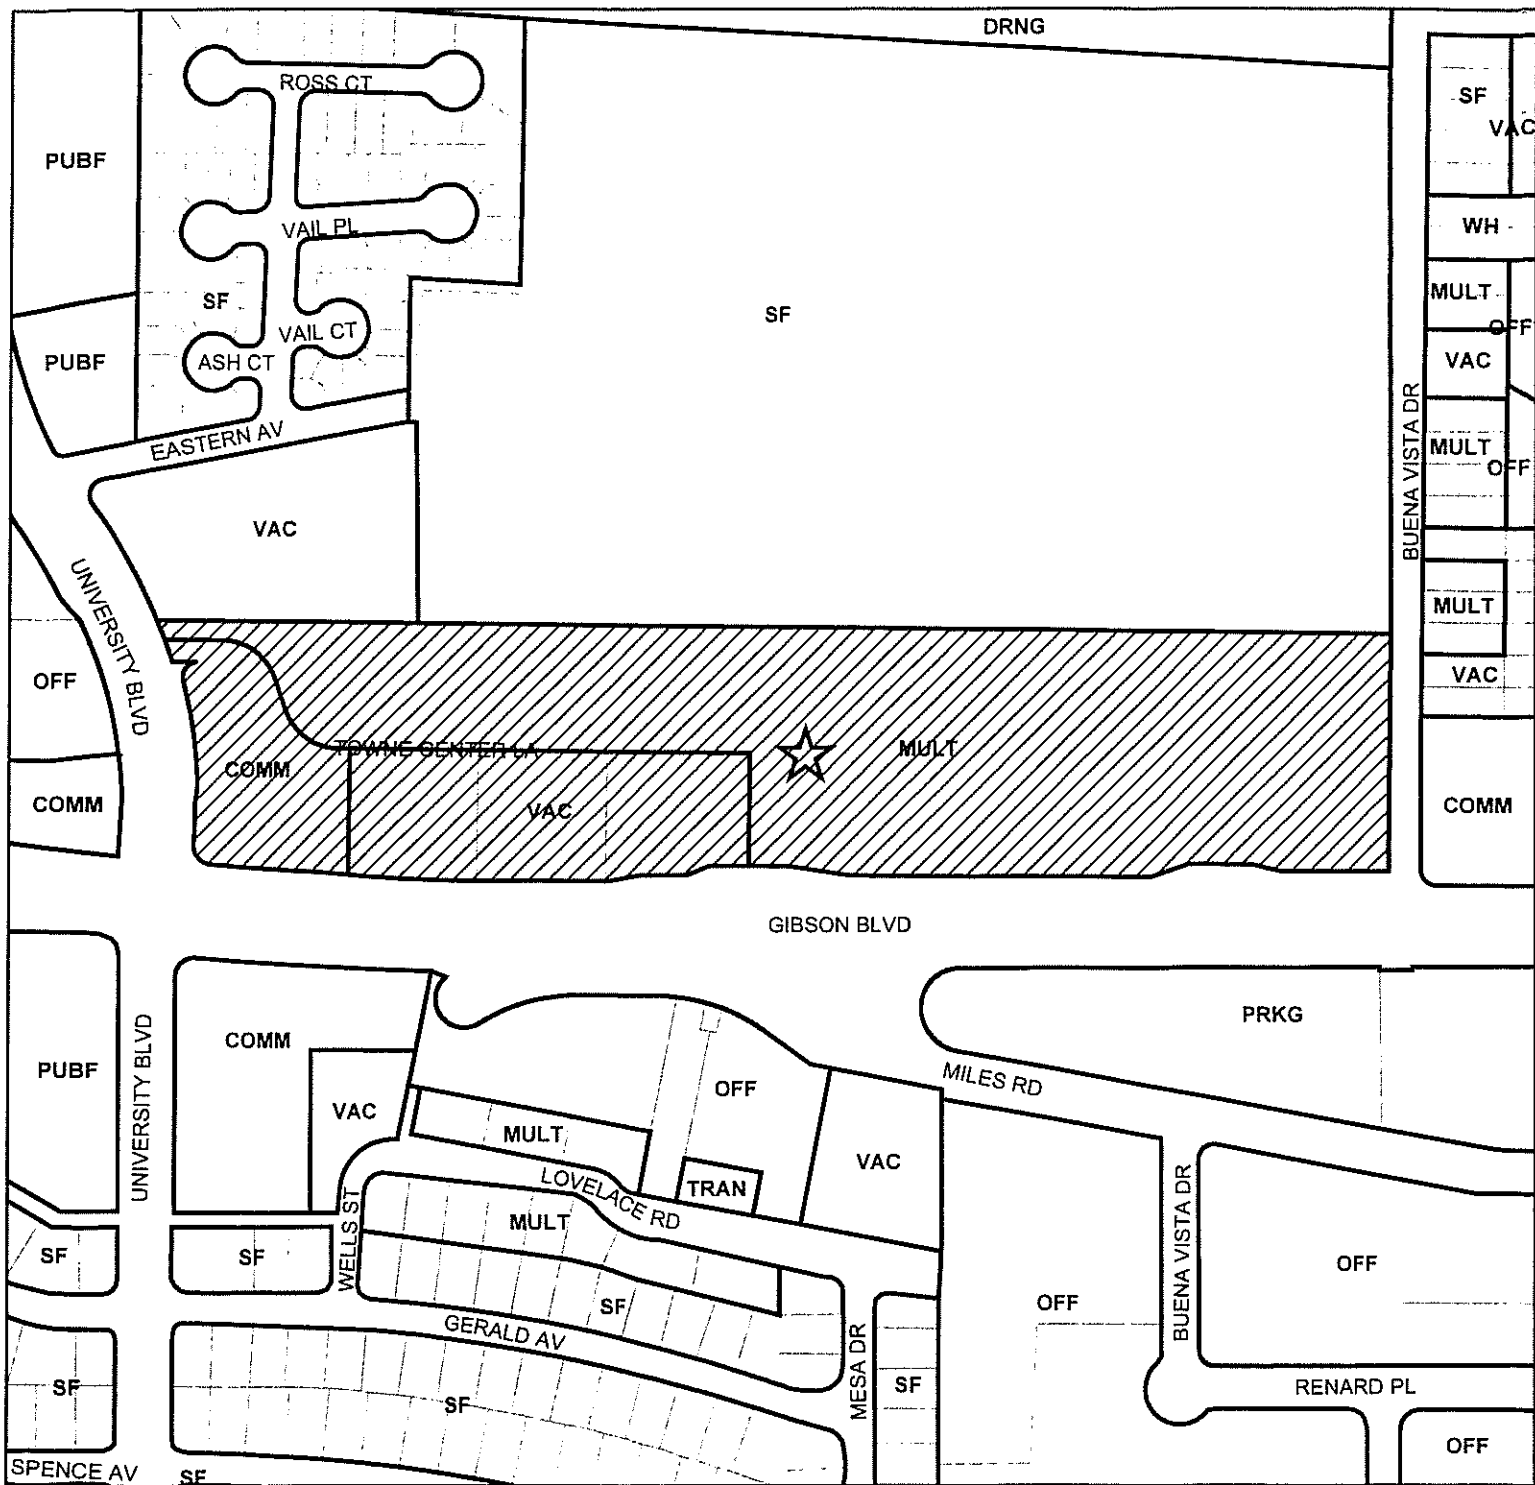 DRNG
ROSS CT
SF
VAC
PUBF
VAIL PL
WH
SF
VAIL CT
SF
MULT
OFF
PUBF
ASH CT
VAC
EASTERN AV
BUENA VISTA DR
MULT
OFF
VAC
UNIVERSITY BLVD
MULT
OFF
VAC
TOWNE CENTER LA
MULT
COMM
COMM
VAC
COMM
GIBSON BLVD
PRKG
COMM
UNIVERSITY BLVD
PUBF
MILES RD
OFF
VAC
MULT
VAC
TRAN
LOVELACE RD
MULT
WELLS ST
BUENA VISTA DR
SF
SF
OFF
SF
OFF
GERALD AV
MESA DR
SF
SF
RENARD PL
SF
OFF
SPENCE AV
SF